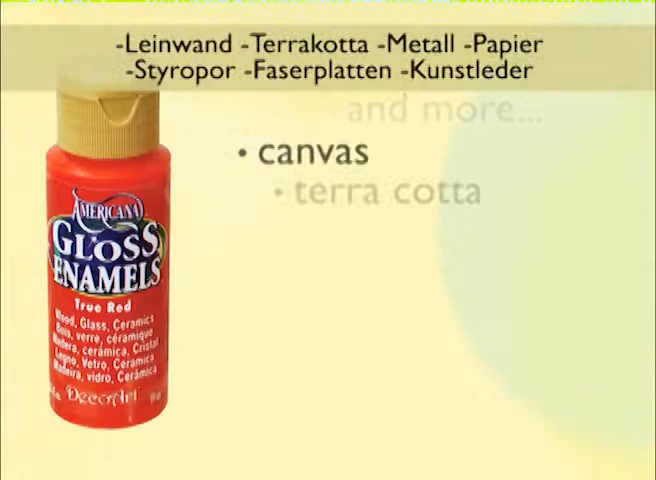 -Leinwand -Terrakotta -Metall -Papier
-Styropor -Faserplatten -Kunstleder
and more...
• canvas
• terra cotta
AMERICANA
GLOSS
ENAMELS
True Red
Wood, Glass, Ceramics
Bois, verre, céramique
Madera, cerámica, Cristal
Legno, Vetro, Ceramica
Madeira, vidro, Cerâmica
DecoArt